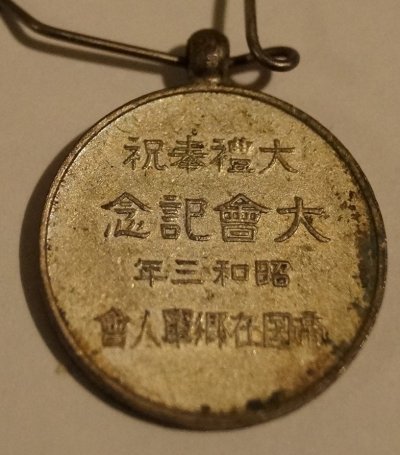 大禮奉祝
大會記念
昭和三年
帝國在鄉軍人會